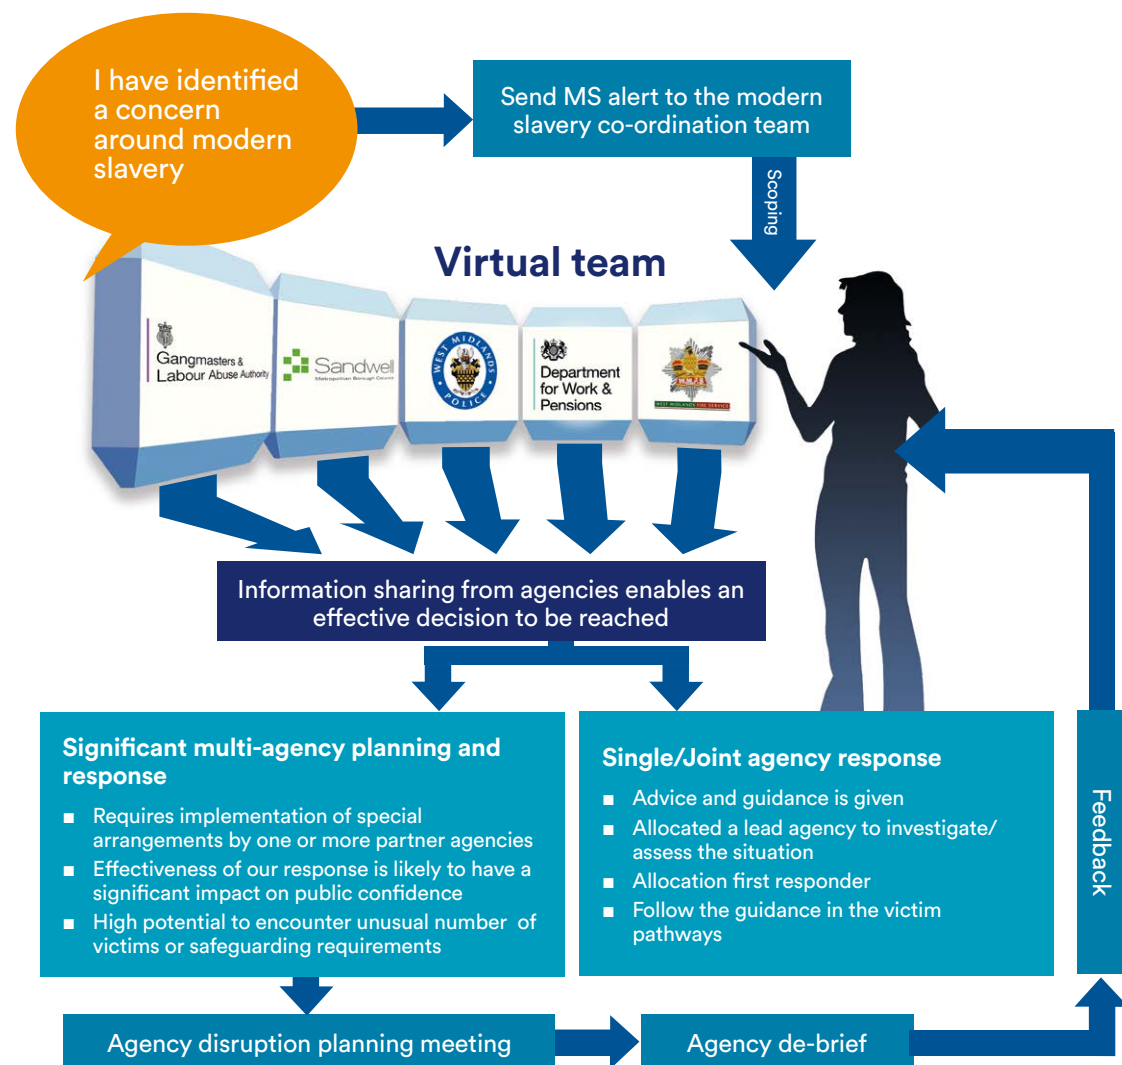 I have identified
a concern
around modern
slavery
Send MS alert to the modern
slavery co-ordination team
Scoping
Virtual team
Gangmasters &
Labour Abuse Authority
Sandwell
Metropolitan Borough Council
WEST MIDLANDS
POLICE
Department
for Work &
Pensions
W.M.F.S.
WEST MIDLANDS FIRE SERVICE
Information sharing from agencies enables an
effective decision to be reached
Significant multi-agency planning and
response
■ Requires implementation of special
arrangements by one or more partner agencies
■ Effectiveness of our response is likely to have a
significant impact on public confidence
■ High potential to encounter unusual number of
victims or safeguarding requirements
Single/Joint agency response
■ Advice and guidance is given
■ Allocated a lead agency to investigate/
assess the situation
■ Allocation first responder
■ Follow the guidance in the victim
pathways
Feedback
Agency disruption planning meeting
Agency de-brief